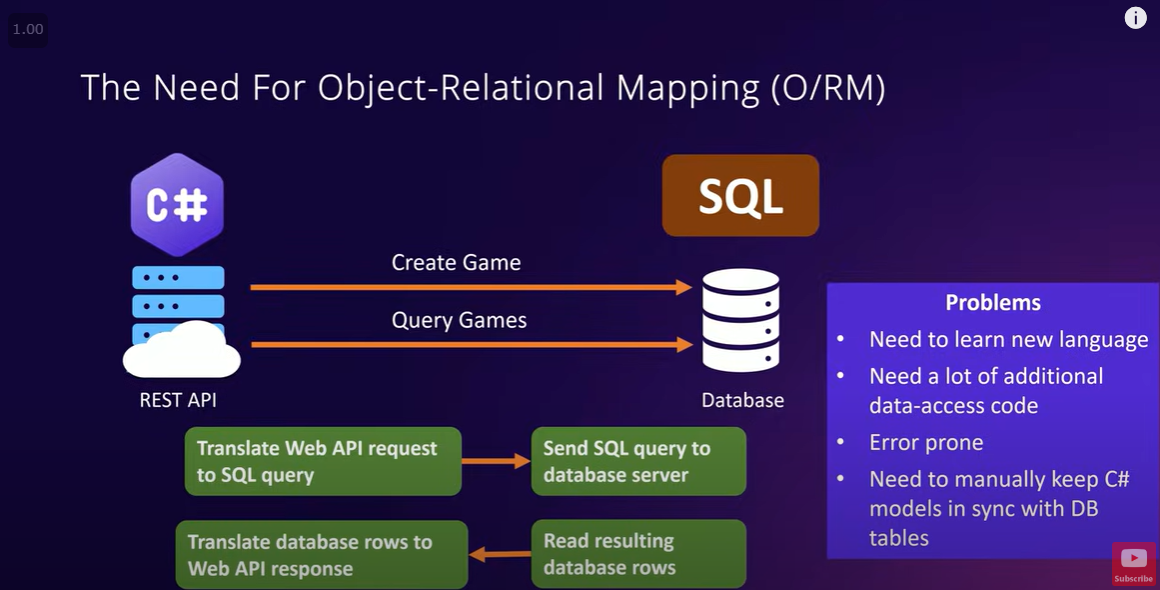 1.00
i
The Need For Object-Relational Mapping (O/RM)
C#
SQL
Create Game
Query Games
REST API
Database
Translate Web API request
to SQL query
Send SQL query to
database server
Translate database rows to
Web API response
Read resulting
database rows
Problems
• Need to learn new language
• Need a lot of additional
data-access code
• Error prone
• Need to manually keep C#
models in sync with DB
tables
Subscribe